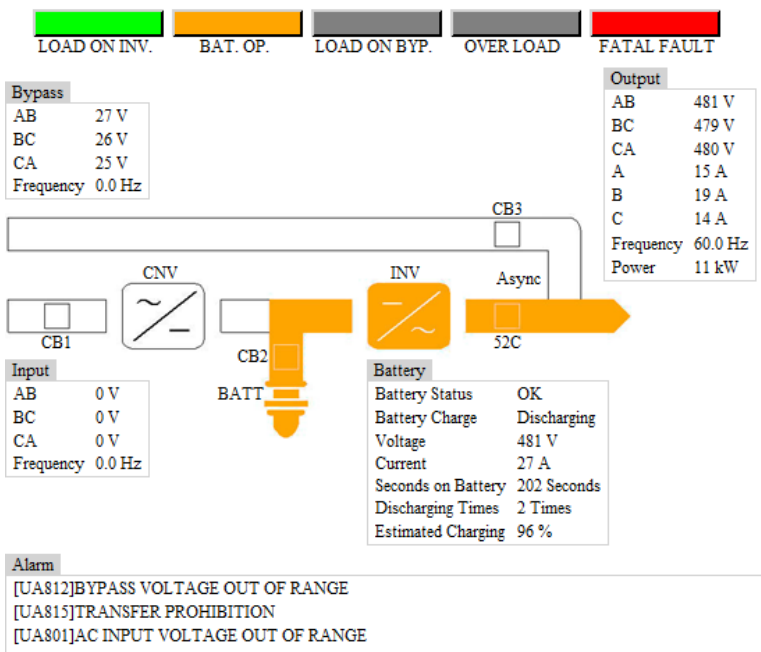 LOAD ON INV. BAT. OP. LOAD ON BYP. OVER LOAD FATAL FAULT
Bypass
AB 27 V
BC 26 V
CA 25 V
Frequency 0.0 Hz
Output
AB 481 V
BC 479 V
CA 480 V
A 15 A
B 19 A
C 14 A
Frequency 60.0 Hz
Power 11 kW
CB3
CNV
INV
Async
CB1
CB2
52C
BATT
Input
AB 0 V
BC 0 V
CA 0 V
Frequency 0.0 Hz
Battery
Battery Status OK
Battery Charge Discharging
Voltage 481 V
Current 27 A
Seconds on Battery 202 Seconds
Discharging Times 2 Times
Estimated Charging 96 %
Alarm
[UA812]BYPASS VOLTAGE OUT OF RANGE
[UA815]TRANSFER PROHIBITION
[UA801]AC INPUT VOLTAGE OUT OF RANGE